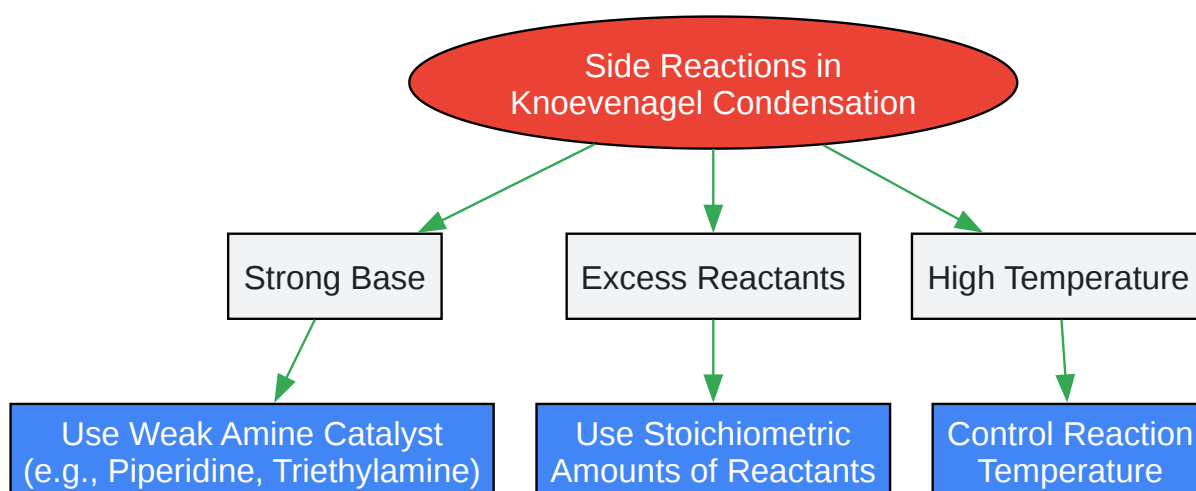 Side Reactions in
Knoevenagel Condensation
Strong Base
Excess Reactants
High Temperature
Use Weak Amine Catalyst
(e.g., Piperidine, Triethylamine)
Use Stoichiometric
Amounts of Reactants
Control Reaction
Temperature